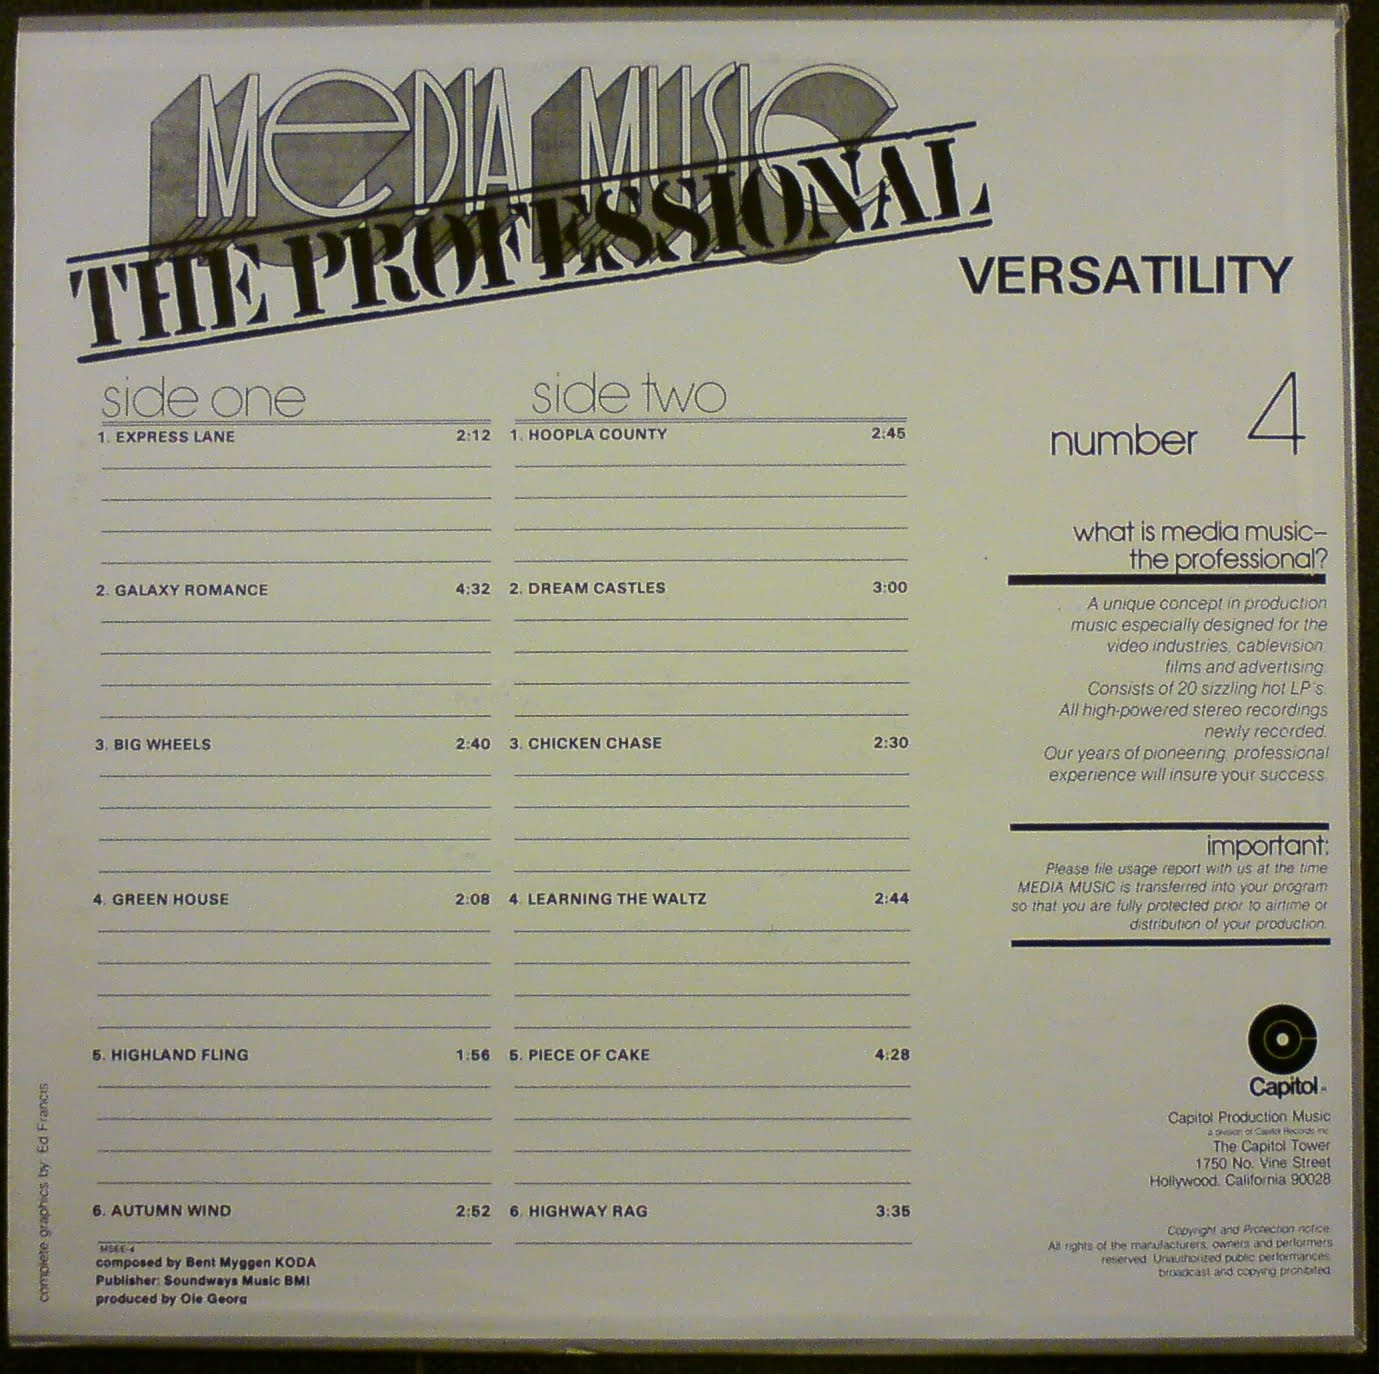 MEDIA MUSIC
THE PROFESSIONAL
VERSATILITY
number 4
side one
1. EXPRESS LANE 2:12
2. GALAXY ROMANCE 4:32
3. BIG WHEELS 2:40
4. GREEN HOUSE 2:08
5. HIGHLAND FLING 1:56
6. AUTUMN WIND 2:52
side two
1. HOOPLA COUNTY 2:45
2. DREAM CASTLES 3:00
3. CHICKEN CHASE 2:30
4. LEARNING THE WALTZ 2:44
5. PIECE OF CAKE 4:28
6. HIGHWAY RAG 3:35
MSEE-4
composed by Bent Myggen KODA
Publisher: Soundways Music BMI
produced by Ole Georg
complete graphics by Ed Francis
what is media music–
the professional?
A unique concept in production
music especially designed for the
video industries, cablevision,
films and advertising.
Consists of 20 sizzling hot LP's.
All high-powered stereo recordings
newly recorded.
Our years of pioneering, professional
experience will insure your success.
important:
Please file usage report with us at the time
MEDIA MUSIC is transferred into your program
so that you are fully protected prior to airtime or
distribution of your production.
Capitol
Capitol Production Music
a division of Capitol Records Inc.
The Capitol Tower
1750 No. Vine Street
Hollywood, California 90028
Copyright and Protection notice
All rights of the manufacturers, owners and performers
reserved. Unauthorized public performances,
broadcast and copying prohibited.